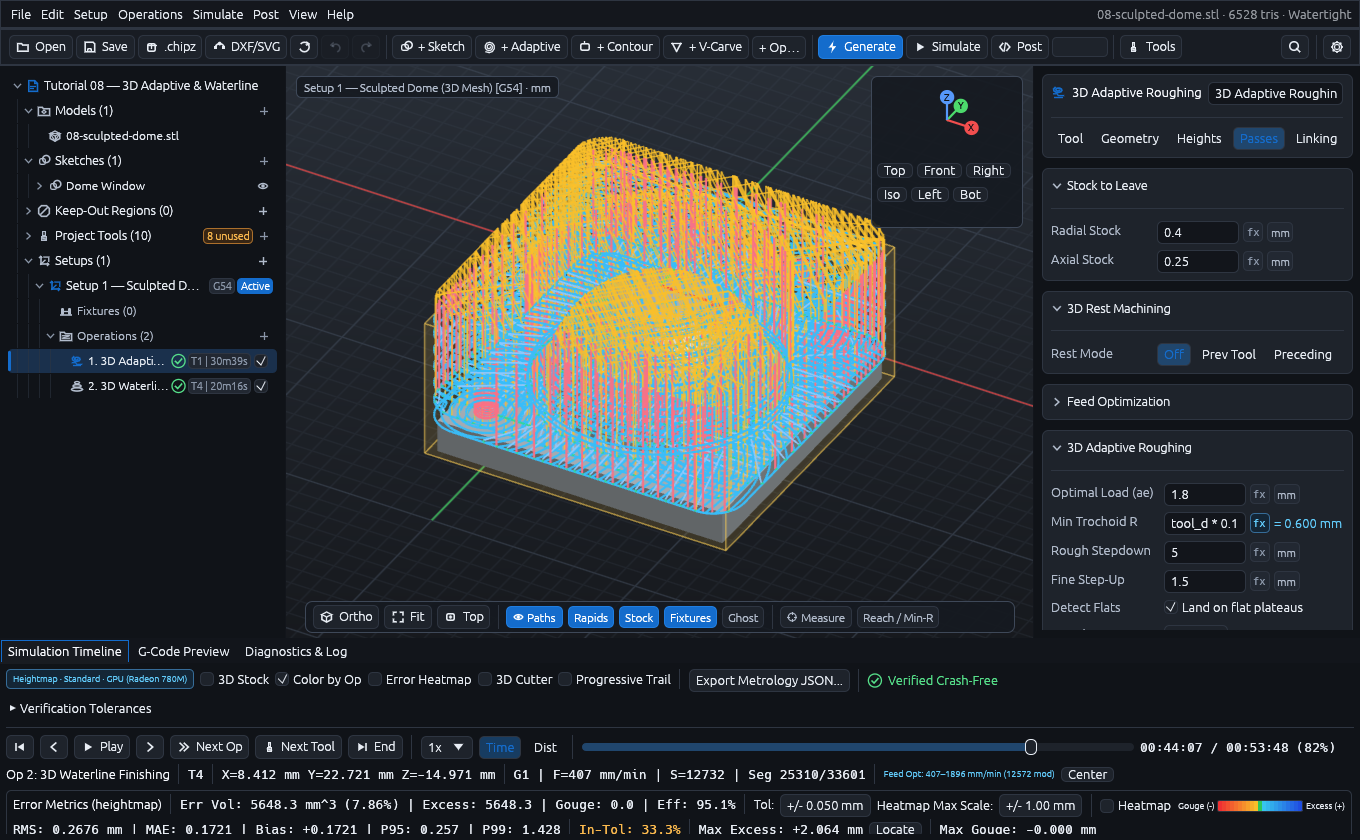 File Edit Setup Operations Simulate Post View Help 08-sculpted-dome.stl · 6528 tris · Watertight
Open Save .chipz DXF/SVG + Sketch + Adaptive + Contour + V-Carve + Op... Generate Simulate Post Tools
Tutorial 08 — 3D Adaptive & Waterline
Models (1) +
08-sculpted-dome.stl
Sketches (1) +
Dome Window
Keep-Out Regions (0) +
Project Tools (10) 8 unused +
Setups (1) +
Setup 1 — Sculpted D... G54 Active
Fixtures (0)
Operations (2) +
1. 3D Adapti... T1 | 30m39s
2. 3D Waterli... T4 | 20m16s
Setup 1 — Sculpted Dome (3D Mesh) [G54] · mm
Z Y X
Top Front Right
Iso Left Bot
Ortho Fit Top Paths Rapids Stock Fixtures Ghost Measure Reach / Min-R
3D Adaptive Roughing 3D Adaptive Roughin
Tool Geometry Heights Passes Linking
Stock to Leave
Radial Stock 0.4 fx mm
Axial Stock 0.25 fx mm
3D Rest Machining
Rest Mode Off Prev Tool Preceding
Feed Optimization
3D Adaptive Roughing
Optimal Load (ae) 1.8 fx mm
Min Trochoid R tool_d * 0.1 fx = 0.600 mm
Rough Stepdown 5 fx mm
Fine Step-Up 1.5 fx mm
Detect Flats Land on flat plateaus
Simulation Timeline G-Code Preview Diagnostics & Log
Heightmap · Standard · GPU (Radeon 780M) 3D Stock Color by Op Error Heatmap 3D Cutter Progressive Trail Export Metrology JSON... Verified Crash-Free
Verification Tolerances
Play Next Op Next Tool End 1x Time Dist 00:44:07 / 00:53:48 (82%)
Op 2: 3D Waterline Finishing T4 X=8.412 mm Y=22.721 mm Z=-14.971 mm G1 | F=407 mm/min | S=12732 | Seg 25310/33601 Feed Opt: 407–1896 mm/min (12572 mod) Center
Error Metrics (heightmap) Err Vol: 5648.3 mm^3 (7.86%) | Excess: 5648.3 | Gouge: 0.0 | Eff: 95.1% Tol: +/- 0.050 mm Heatmap Max Scale: +/- 1.00 mm Heatmap Gouge (-) Excess (+)
RMS: 0.2676 mm | MAE: 0.1721 | Bias: +0.1721 | P95: 0.257 | P99: 1.428 In-Tol: 33.3% Max Excess: +2.064 mm Locate Max Gouge: -0.000 mm